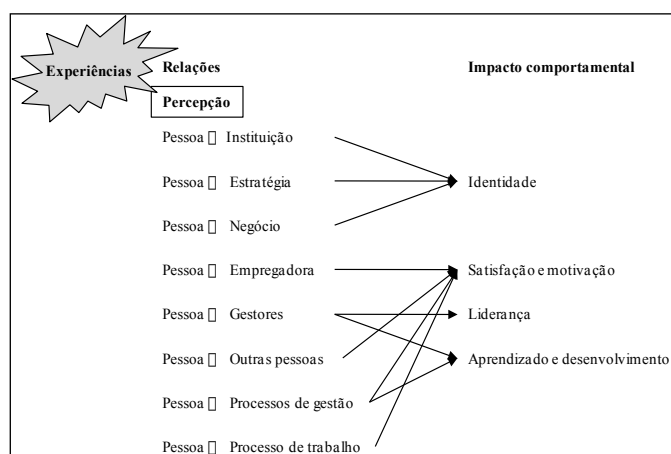 Experiências Relações Impacto comportamental
Percepção
Pessoa Instituição
Pessoa Estratégia Identidade
Pessoa Negócio
Pessoa Empregadora Satisfação e motivação
Pessoa Gestores Liderança
Pessoa Outras pessoas Aprendizado e desenvolvimento
Pessoa Processos de gestão
Pessoa Processo de trabalho